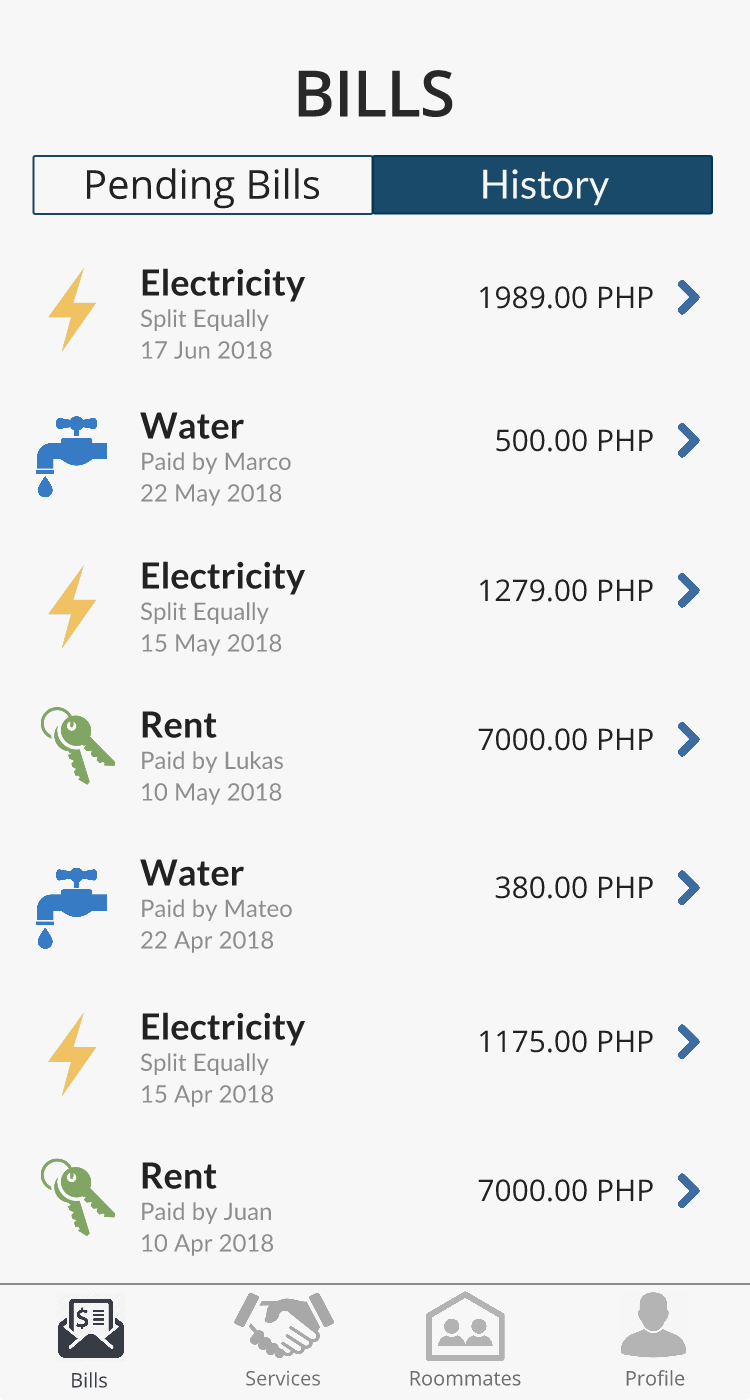 BILLS
Pending Bills
History
Electricity
Split Equally
17 Jun 2018
1989.00 PHP
Water
Paid by Marco
22 May 2018
500.00 PHP
Electricity
Split Equally
15 May 2018
1279.00 PHP
Rent
Paid by Lukas
10 May 2018
7000.00 PHP
Water
Paid by Mateo
22 Apr 2018
380.00 PHP
Electricity
Split Equally
15 Apr 2018
1175.00 PHP
Rent
Paid by Juan
10 Apr 2018
7000.00 PHP
$
Bills
Services
Roommates
Profile